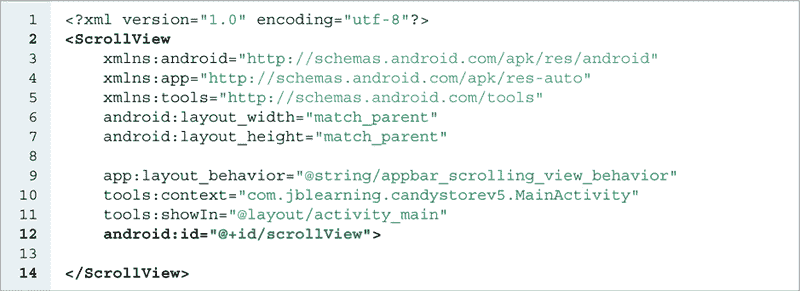 1 <?xml version="1.0" encoding="utf-8"?>
2 <ScrollView
3 xmlns:android="http://schemas.android.com/apk/res/android"
4 xmlns:app="http://schemas.android.com/apk/res-auto"
5 xmlns:tools="http://schemas.android.com/tools"
6 android:layout_width="match_parent"
7 android:layout_height="match_parent"
8
9 app:layout_behavior="@string/appbar_scrolling_view_behavior"
10 tools:context="com.jblearning.candystorev5.MainActivity"
11 tools:showIn="@layout/activity_main"
12 android:id="@+id/scrollView">
13
14 </ScrollView>